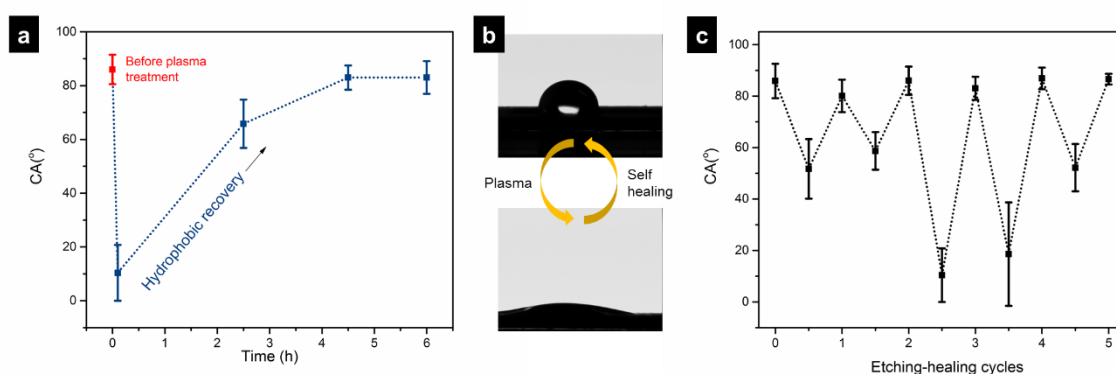 a
100
80
60
40
20
0
CA(°)
Before plasma
treatment
Hydrophobic recovery
0 1 2 3 4 5 6
Time (h)
b
Plasma
Self
healing
c
100
80
60
40
20
0
CA(°)
0 1 2 3 4 5
Etching-healing cycles